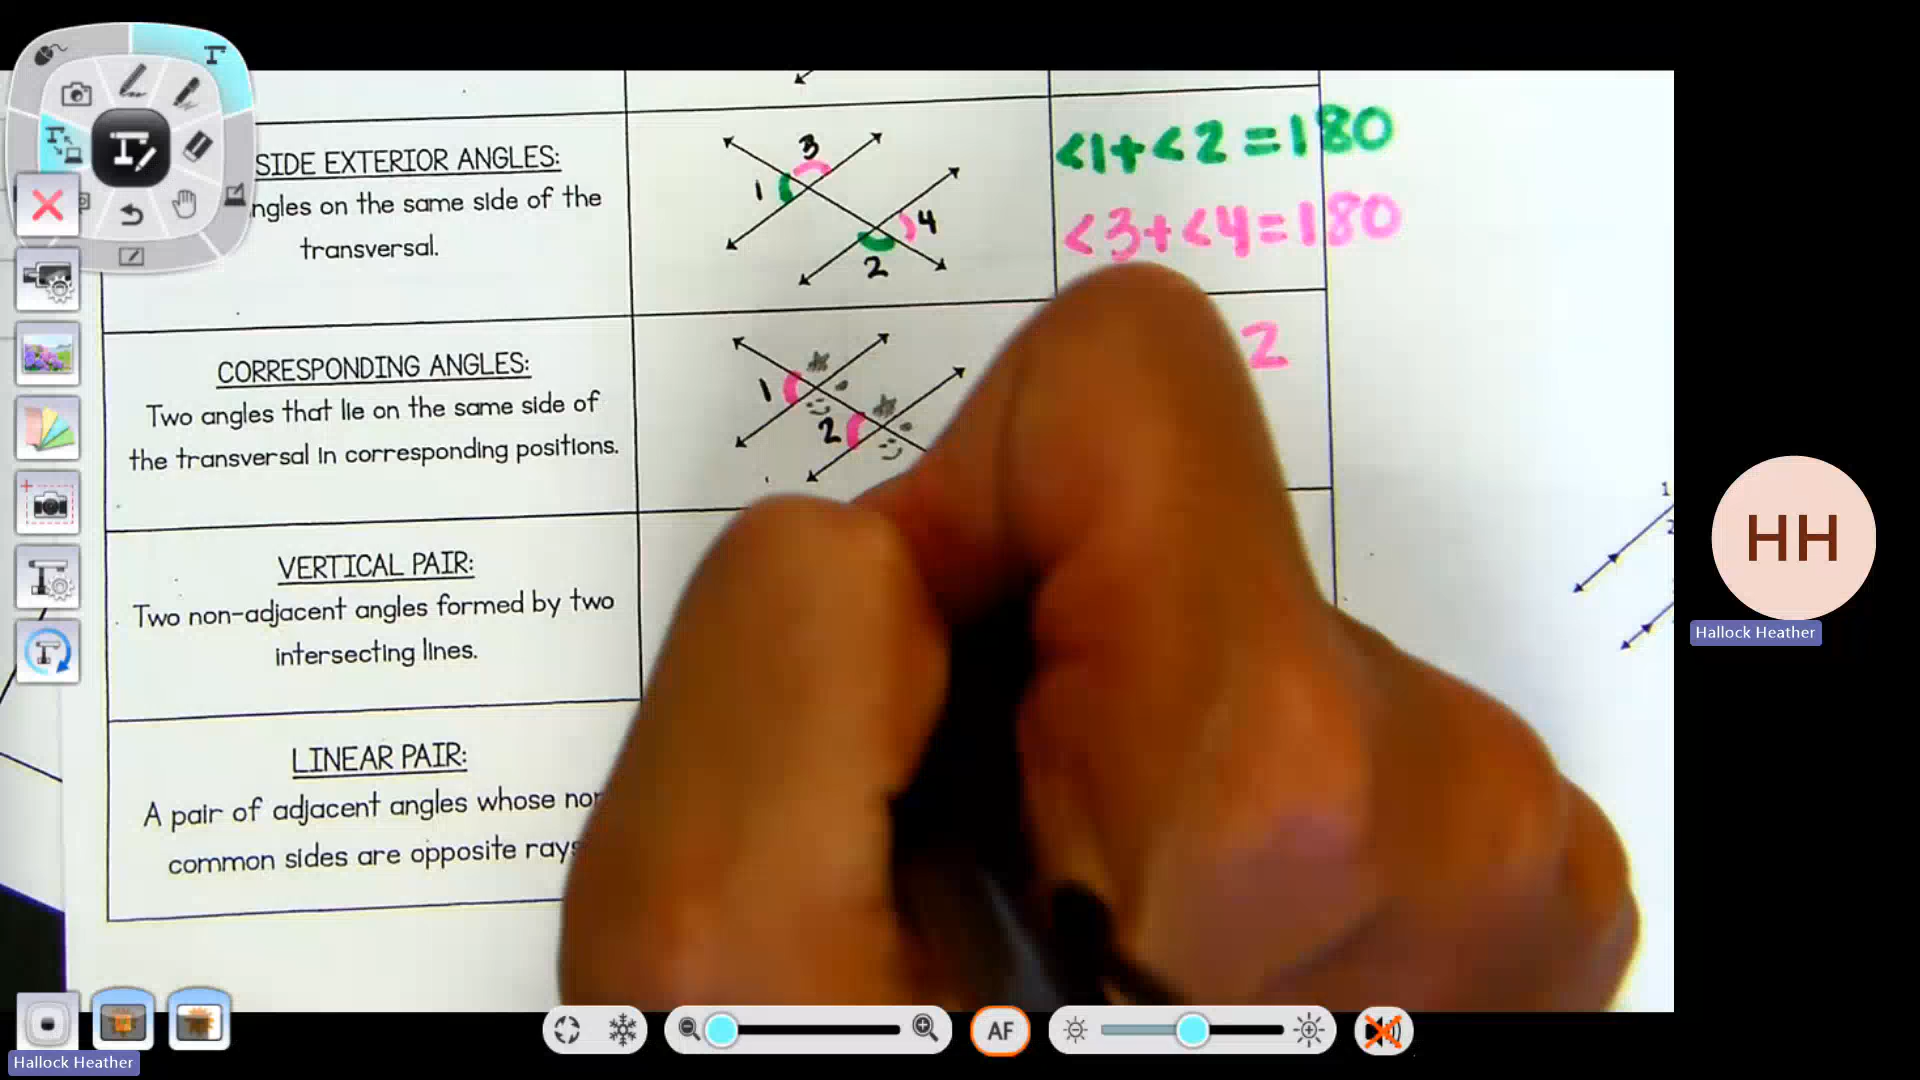 SIDE EXTERIOR ANGLES:
ngles on the same side of the
transversal.
1
3
4
2
<1+<2=180
<3+<4=180
CORRESPONDING ANGLES:
Two angles that lie on the same side of
the transversal in corresponding positions.
1
2
2
VERTICAL PAIR:
Two non-adjacent angles formed by two
intersecting lines.
LINEAR PAIR:
A pair of adjacent angles whose non
common sides are opposite rays
1
2
HH
Hallock Heather
AF
Hallock Heather